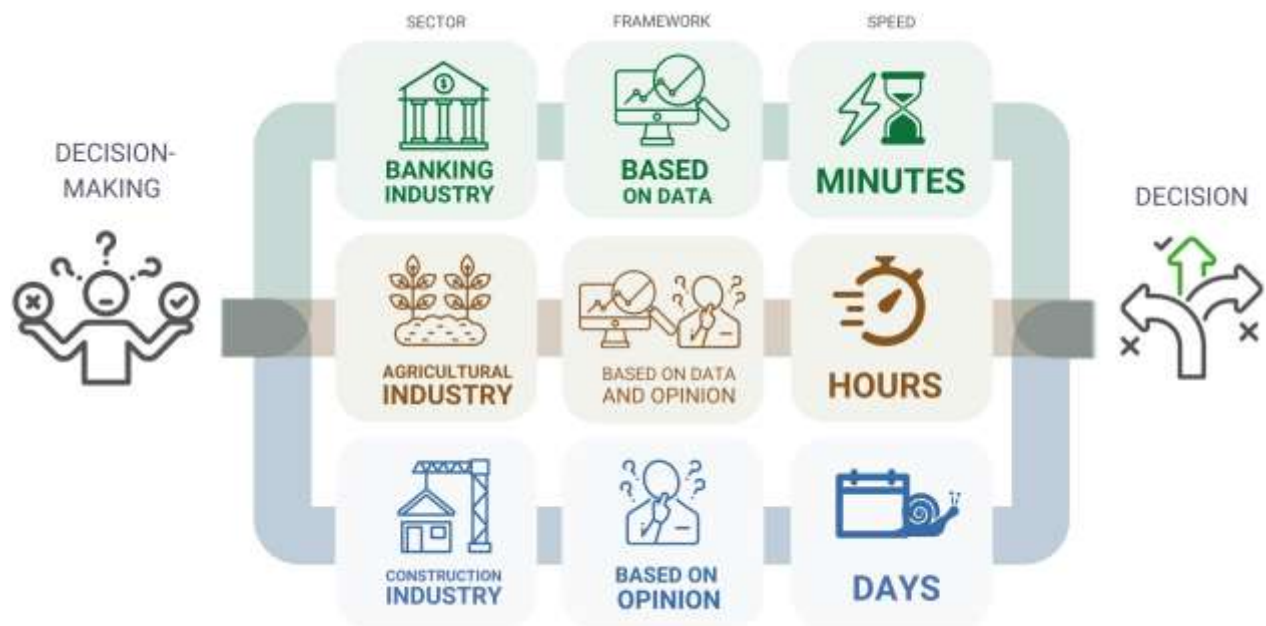 SECTOR
FRAMEWORK
SPEED
DECISION-
MAKING
$
BANKING
INDUSTRY
BASED
ON DATA
MINUTES
AGRICULTURAL
INDUSTRY
BASED ON DATA
AND OPINION
HOURS
CONSTRUCTION
INDUSTRY
BASED ON
OPINION
DAYS
DECISION